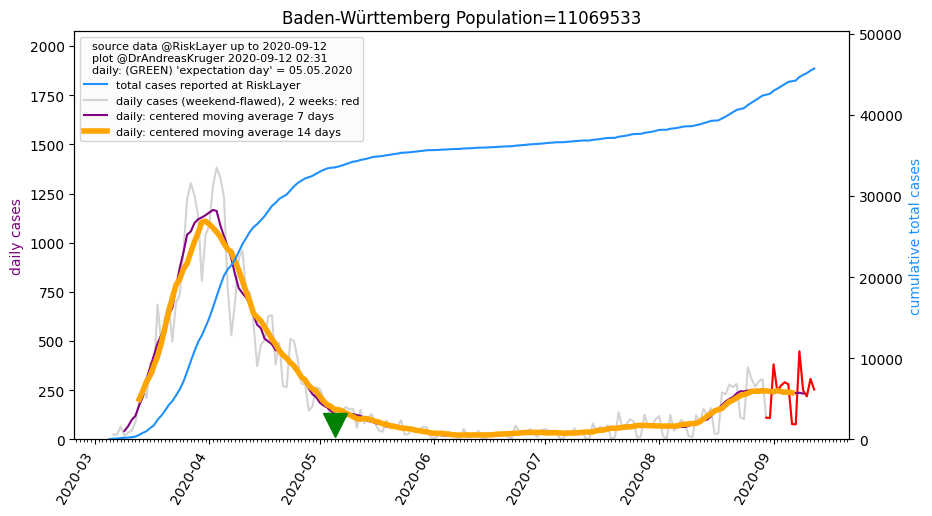 Baden-Württemberg Population=11069533
source data @RiskLayer up to 2020-09-12
plot @DrAndreasKruger 2020-09-12 02:31
daily: (GREEN) 'expectation day' = 05.05.2020
total cases reported at RiskLayer
daily cases (weekend-flawed), 2 weeks: red
daily: centered moving average 7 days
daily: centered moving average 14 days
daily cases
2000
1750
1500
1250
1000
750
500
250
0
50000
40000
30000
20000
10000
0
cumulative total cases
2020-03
2020-04
2020-05
2020-06
2020-07
2020-08
2020-09